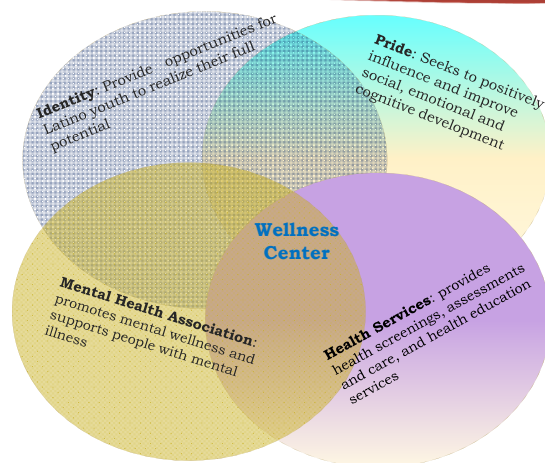 Identity: Provide opportunities for
Latino youth to realize their full
potential
Pride: Seeks to positively
influence and improve
social, emotional and
cognitive development
Wellness
Center
Mental Health Association:
promotes mental wellness and
supports people with mental
illness
Health Services: provides
health screenings, assessments
and care, and health education
services